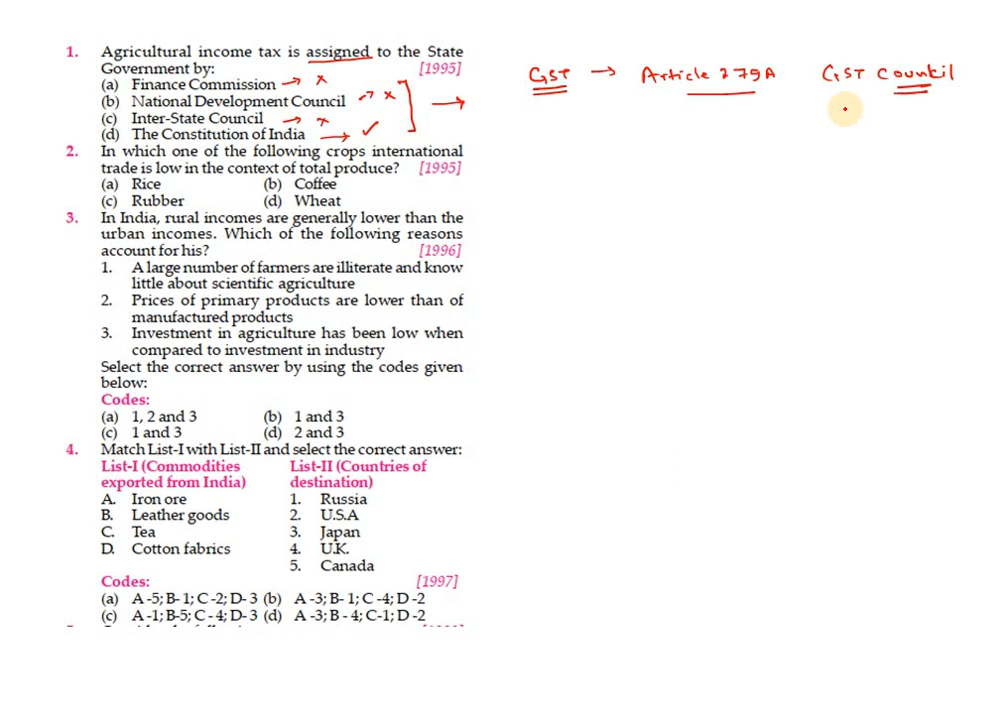 1. Agricultural income tax is assigned to the State
Government by: [1995]
(a) Finance Commission → x
(b) National Development Council → x
(c) Inter-State Council → x
(d) The Constitution of India → ✓
→
GST → Article 279A GST Council
2. In which one of the following crops international
trade is low in the context of total produce? [1995]
(a) Rice (b) Coffee
(c) Rubber (d) Wheat
3. In India, rural incomes are generally lower than the
urban incomes. Which of the following reasons
account for his? [1996]
1. A large number of farmers are illiterate and know
little about scientific agriculture
2. Prices of primary products are lower than of
manufactured products
3. Investment in agriculture has been low when
compared to investment in industry
Select the correct answer by using the codes given
below:
Codes:
(a) 1, 2 and 3 (b) 1 and 3
(c) 1 and 3 (d) 2 and 3
4. Match List-I with List-II and select the correct answer:
List-I (Commodities List-II (Countries of
exported from India) destination)
A. Iron ore 1. Russia
B. Leather goods 2. U.S.A
C. Tea 3. Japan
D. Cotton fabrics 4. U.K.
5. Canada
Codes: [1997]
(a) A -5; B- 1; C -2; D- 3 (b) A -3; B- 1; C -4; D -2
(c) A -1; B-5; C - 4; D-3 (d) A -3; B - 4; C-1; D -2